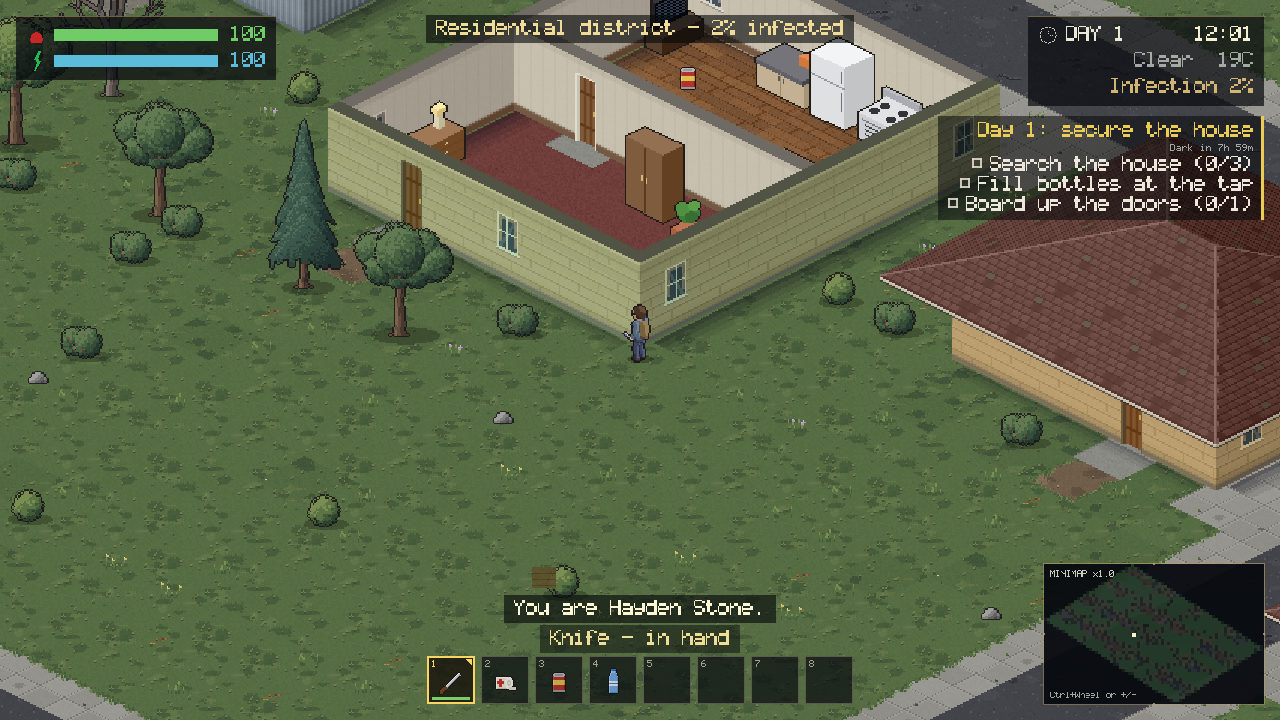 100
100
Residential district - 2% infected
DAY 1 12:01
Clear 19C
Infection 2%
Day 1: secure the house
Dark in 7h 59m
Search the house (0/3)
Fill bottles at the tap
Board up the doors (0/1)
MINIMAP x1.0
Ctrl+Wheel or +/-
You are Hayden Stone.
Knife - in hand
1 2 3 4 5 6 7 8